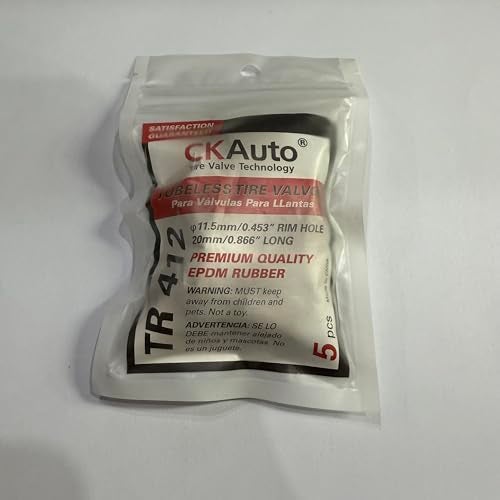 SATISFACTION
GUARANTEED
CKAuto®
Tire Valve Technology
TUBELESS TIRE VALVE
Para Válvulas Para LLantas
φ11.5mm/0.453" RIM HOLE
20mm/0.866" LONG
PREMIUM QUALITY
EPDM RUBBER
WARNING: MUST keep
away from children and
pets. Not a toy.
ADVERTENCIA: SE LO
DEBE mantener alejado
de niños y mascotas. No
es un juguete.
TR 412
5 pcs